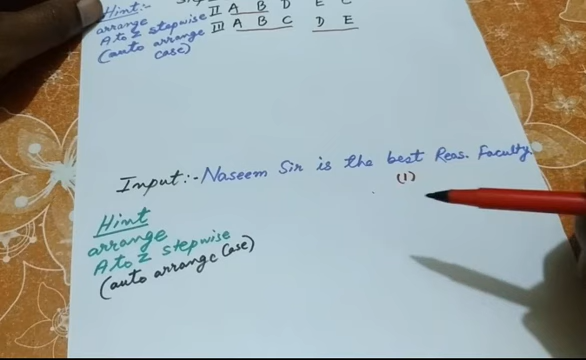 Hint:-
II A B D E C
arrange
A to Z stepwise III A B C D E
(auto arrange case)
Input:- Naseem Sir is the best Reas. Faculty
(1)
Hint
arrange
A to Z stepwise
(auto arrange Case)